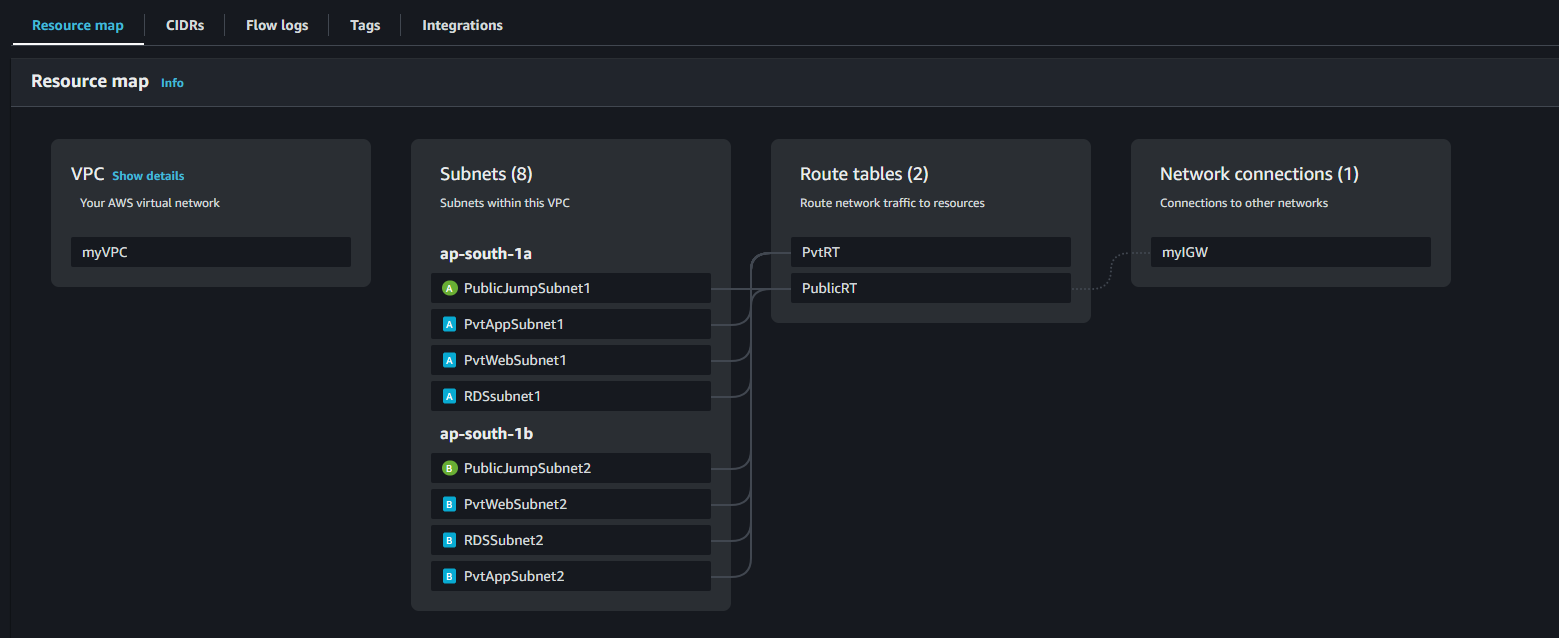 Resource map CIDRs Flow logs Tags Integrations
Resource map Info
VPC Show details
Your AWS virtual network
myVPC
Subnets (8)
Subnets within this VPC
ap-south-1a
A PublicJumpSubnet1
A PvtAppSubnet1
A PvtWebSubnet1
A RDSsubnet1
ap-south-1b
B PublicJumpSubnet2
B PvtWebSubnet2
B RDSSubnet2
B PvtAppSubnet2
Route tables (2)
Route network traffic to resources
PvtRT
PublicRT
Network connections (1)
Connections to other networks
myIGW